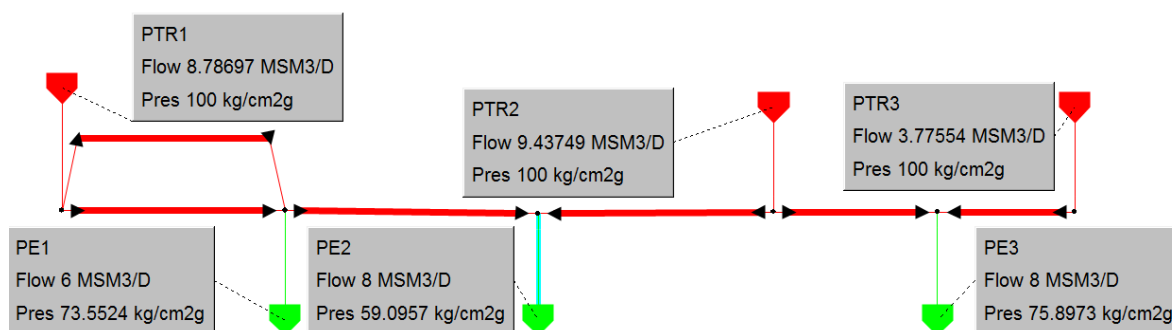 PTR1
Flow 8.78697 MSM3/D
Pres 100 kg/cm2g
PTR2
Flow 9.43749 MSM3/D
Pres 100 kg/cm2g
PTR3
Flow 3.77554 MSM3/D
Pres 100 kg/cm2g
PE1
Flow 6 MSM3/D
Pres 73.5524 kg/cm2g
PE2
Flow 8 MSM3/D
Pres 59.0957 kg/cm2g
PE3
Flow 8 MSM3/D
Pres 75.8973 kg/cm2g